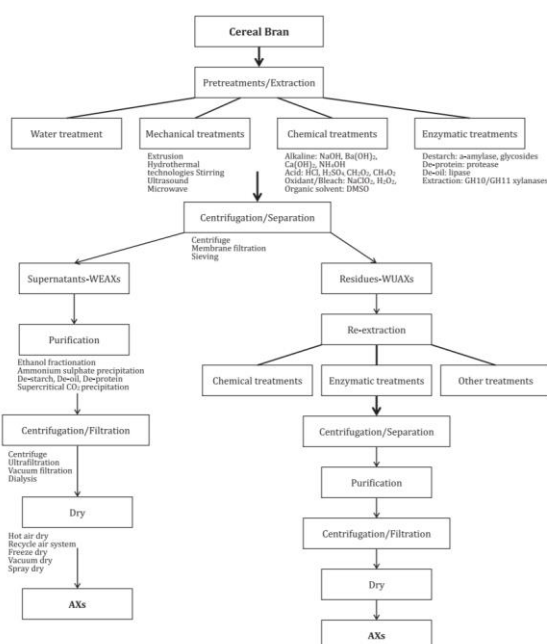 Cereal Bran
Pretreatments/Extraction
Water treatment
Mechanical treatments
Chemical treatments
Enzymatic treatments
Extrusion
Hydrothermal
technologies Stirring
Ultrasound
Microwave
Alkaline: NaOH, Ba(OH)₂,
Ca(OH)₂, NH₄OH
Acid: HCl, H₂SO₄, CH₂O₂, CH₄O₂
Oxidant/Bleach: NaClO₂, H₂O₂,
Organic solvent: DMSO
Destarch: a-amylase, glycosides
De-protein: protease
De-oil: lipase
Extraction: GH10/GH11 xylanases
Centrifugation/Separation
Centrifuge
Membrane filtration
Sieving
Supernatants-WEAXs
Residues-WUAXs
Purification
Ethanol fractionation
Ammonium sulphate precipitation
De-starch, De-oil, De-protein
Supercritical CO₂ precipitation
Re-extraction
Chemical treatments
Enzymatic treatments
Other treatments
Centrifugation/Filtration
Centrifuge
Ultrafiltration
Vacuum filtration
Dialysis
Centrifugation/Separation
Purification
Dry
Hot air dry
Recycle air system
Freeze dry
Vacuum dry
Spray dry
Centrifugation/Filtration
Dry
AXs
AXs